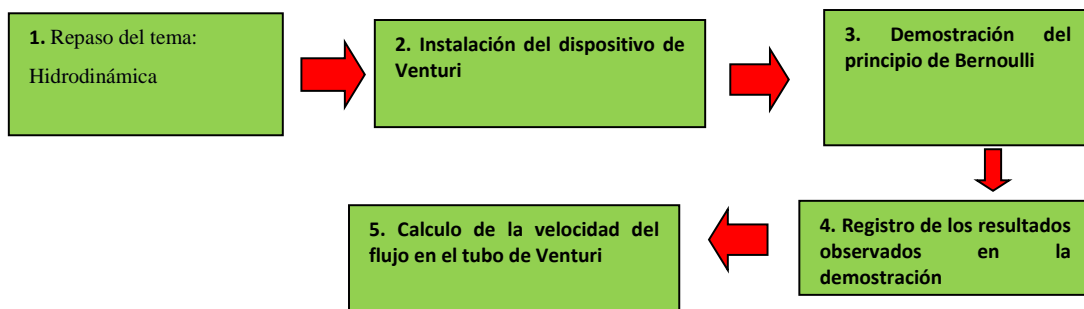 1. Repaso del tema:
Hidrodinámica
2. Instalación del dispositivo de
Venturi
3. Demostración del
principio de Bernoulli
4. Registro de los resultados
observados en la
demostración
5. Calculo de la velocidad del
flujo en el tubo de Venturi